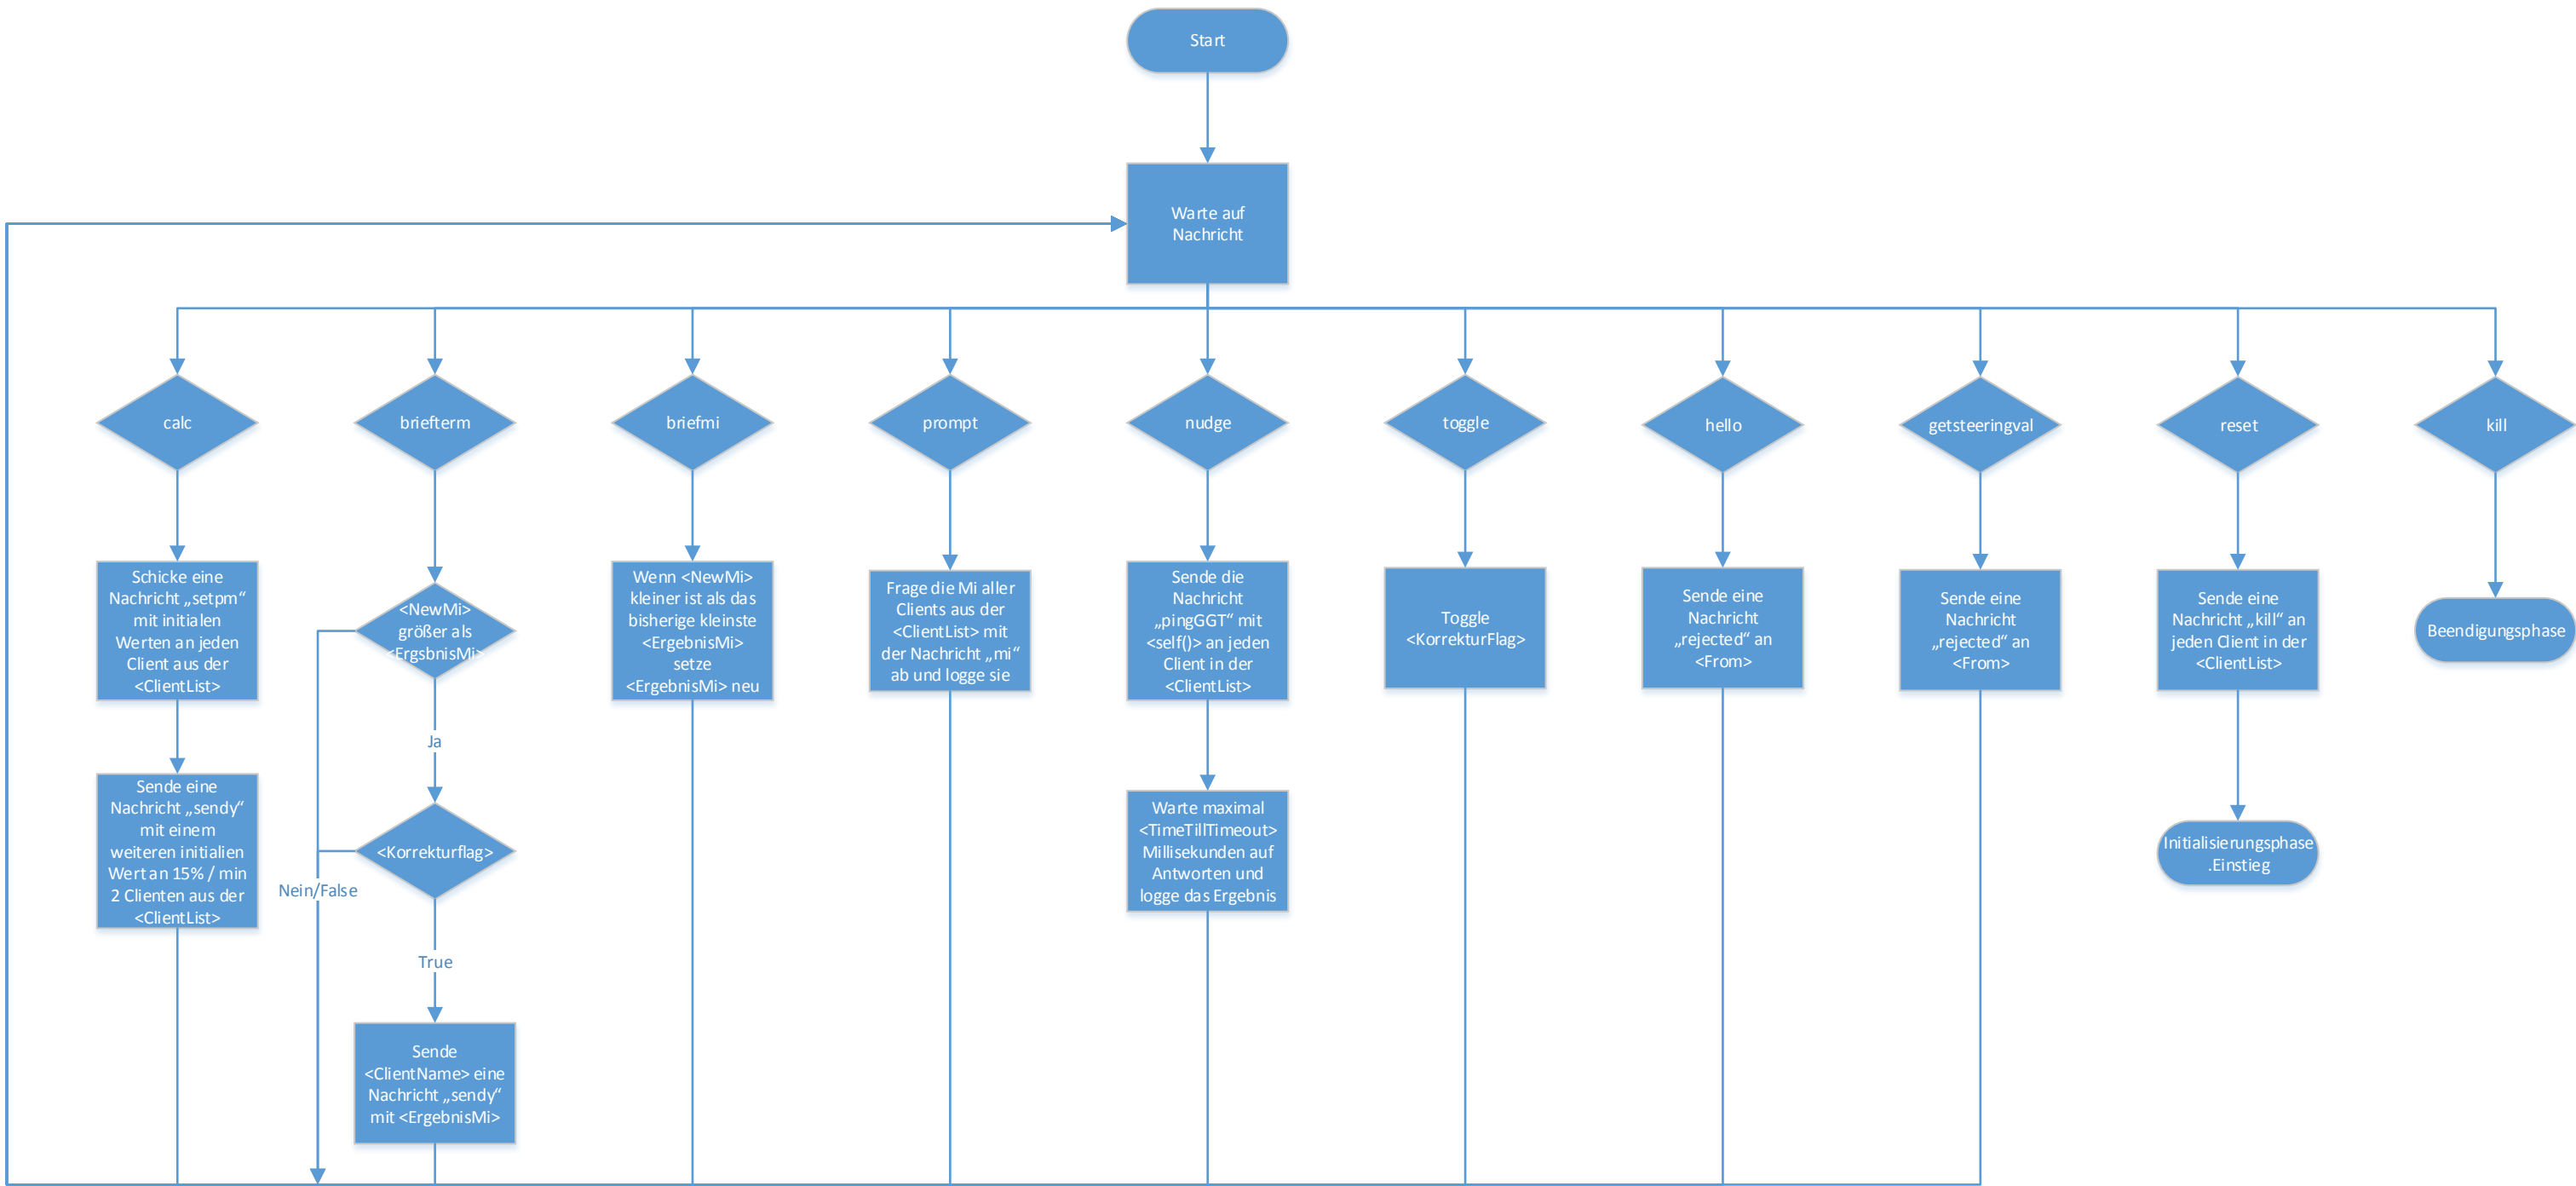 Start
Warte auf
Nachricht
calc
briefterm
briefmi
prompt
nudge
toggle
hello
getsteeringval
reset
kill
Schicke eine
Nachricht „setpm“
mit initialen
Werten an jeden
Client aus der
<ClientList>
<NewMi>
größer als
<ErgsbnisMi>
Wenn <NewMi>
kleiner ist als das
bisherige kleinste
<ErgebnisMi>
setze
<ErgebnisMi> neu
Frage die Mi aller
Clients aus der
<ClientList> mit
der Nachricht „mi“
ab und logge sie
Sende die
Nachricht
„pingGGT“ mit
<self()> an jeden
Client in der
<ClientList>
Toggle
<KorrekturFlag>
Sende eine
Nachricht
„rejected“ an
<From>
Sende eine
Nachricht
„rejected“ an
<From>
Sende eine
Nachricht „kill“ an
jeden Client in der
<ClientList>
Beendigungsphase
Ja
Sende eine
Nachricht „sendy“
mit einem
weiteren initialien
Wert an 15% / min
2 Clienten aus der
<ClientList>
<Korrekturflag>
Nein/False
Warte maximal
<TimeTillTimeout>
Millisekunden auf
Antworten und
logge das Ergebnis
Initialisierungsphase
.Einstieg
True
Sende
<ClientName> eine
Nachricht „sendy“
mit <ErgebnisMi>